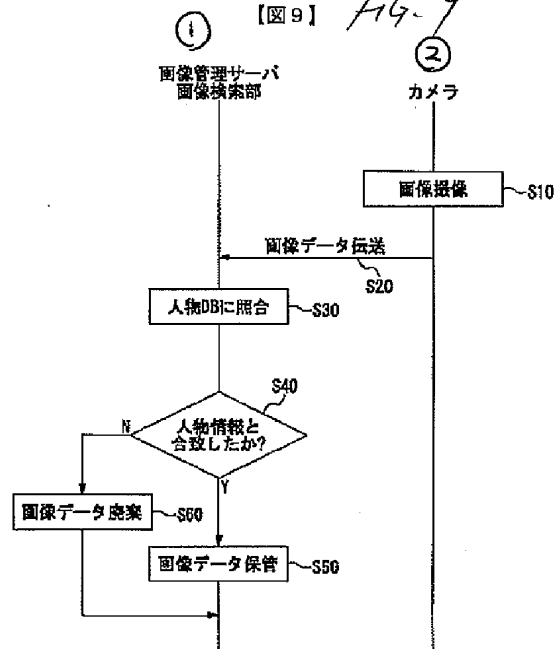 【図9】 FIG. 9
① ②
画像管理サーバ
画像検索部
カメラ
画像撮像 S10
画像データ伝送
S20
人物DBに照合 S30
S40
人物情報と
合致したか?
N
Y
画像データ廃棄 S60
画像データ保管 S50